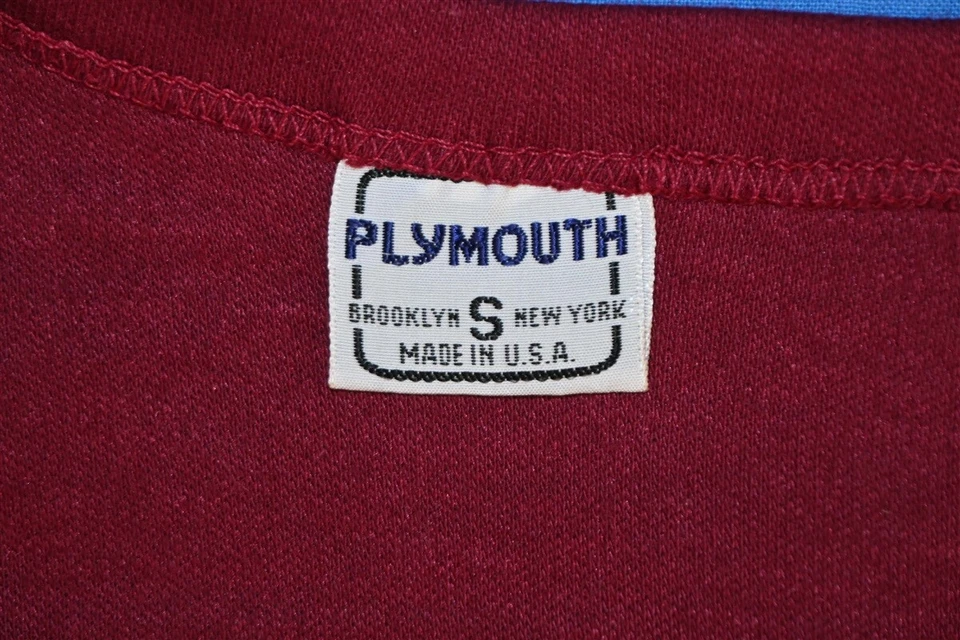 PLYMOUTH
BROOKLYN S NEW YORK
MADE IN U.S.A.